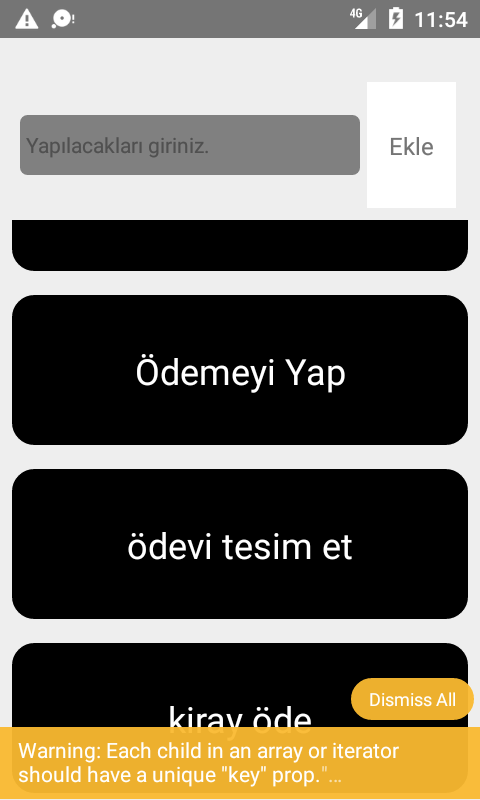 4G 11:54
Yapılacakları giriniz.
Ekle
Ödemeyi Yap
ödevi tesim et
kiray öde
Dismiss All
Warning: Each child in an array or iterator
should have a unique "key" prop."...